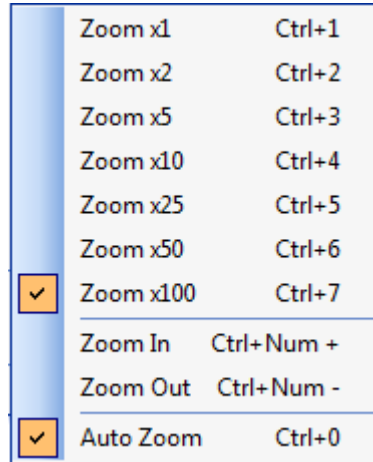 Zoom x1 Ctrl+1
Zoom x2 Ctrl+2
Zoom x5 Ctrl+3
Zoom x10 Ctrl+4
Zoom x25 Ctrl+5
Zoom x50 Ctrl+6
Zoom x100 Ctrl+7
Zoom In Ctrl+Num +
Zoom Out Ctrl+Num -
Auto Zoom Ctrl+0